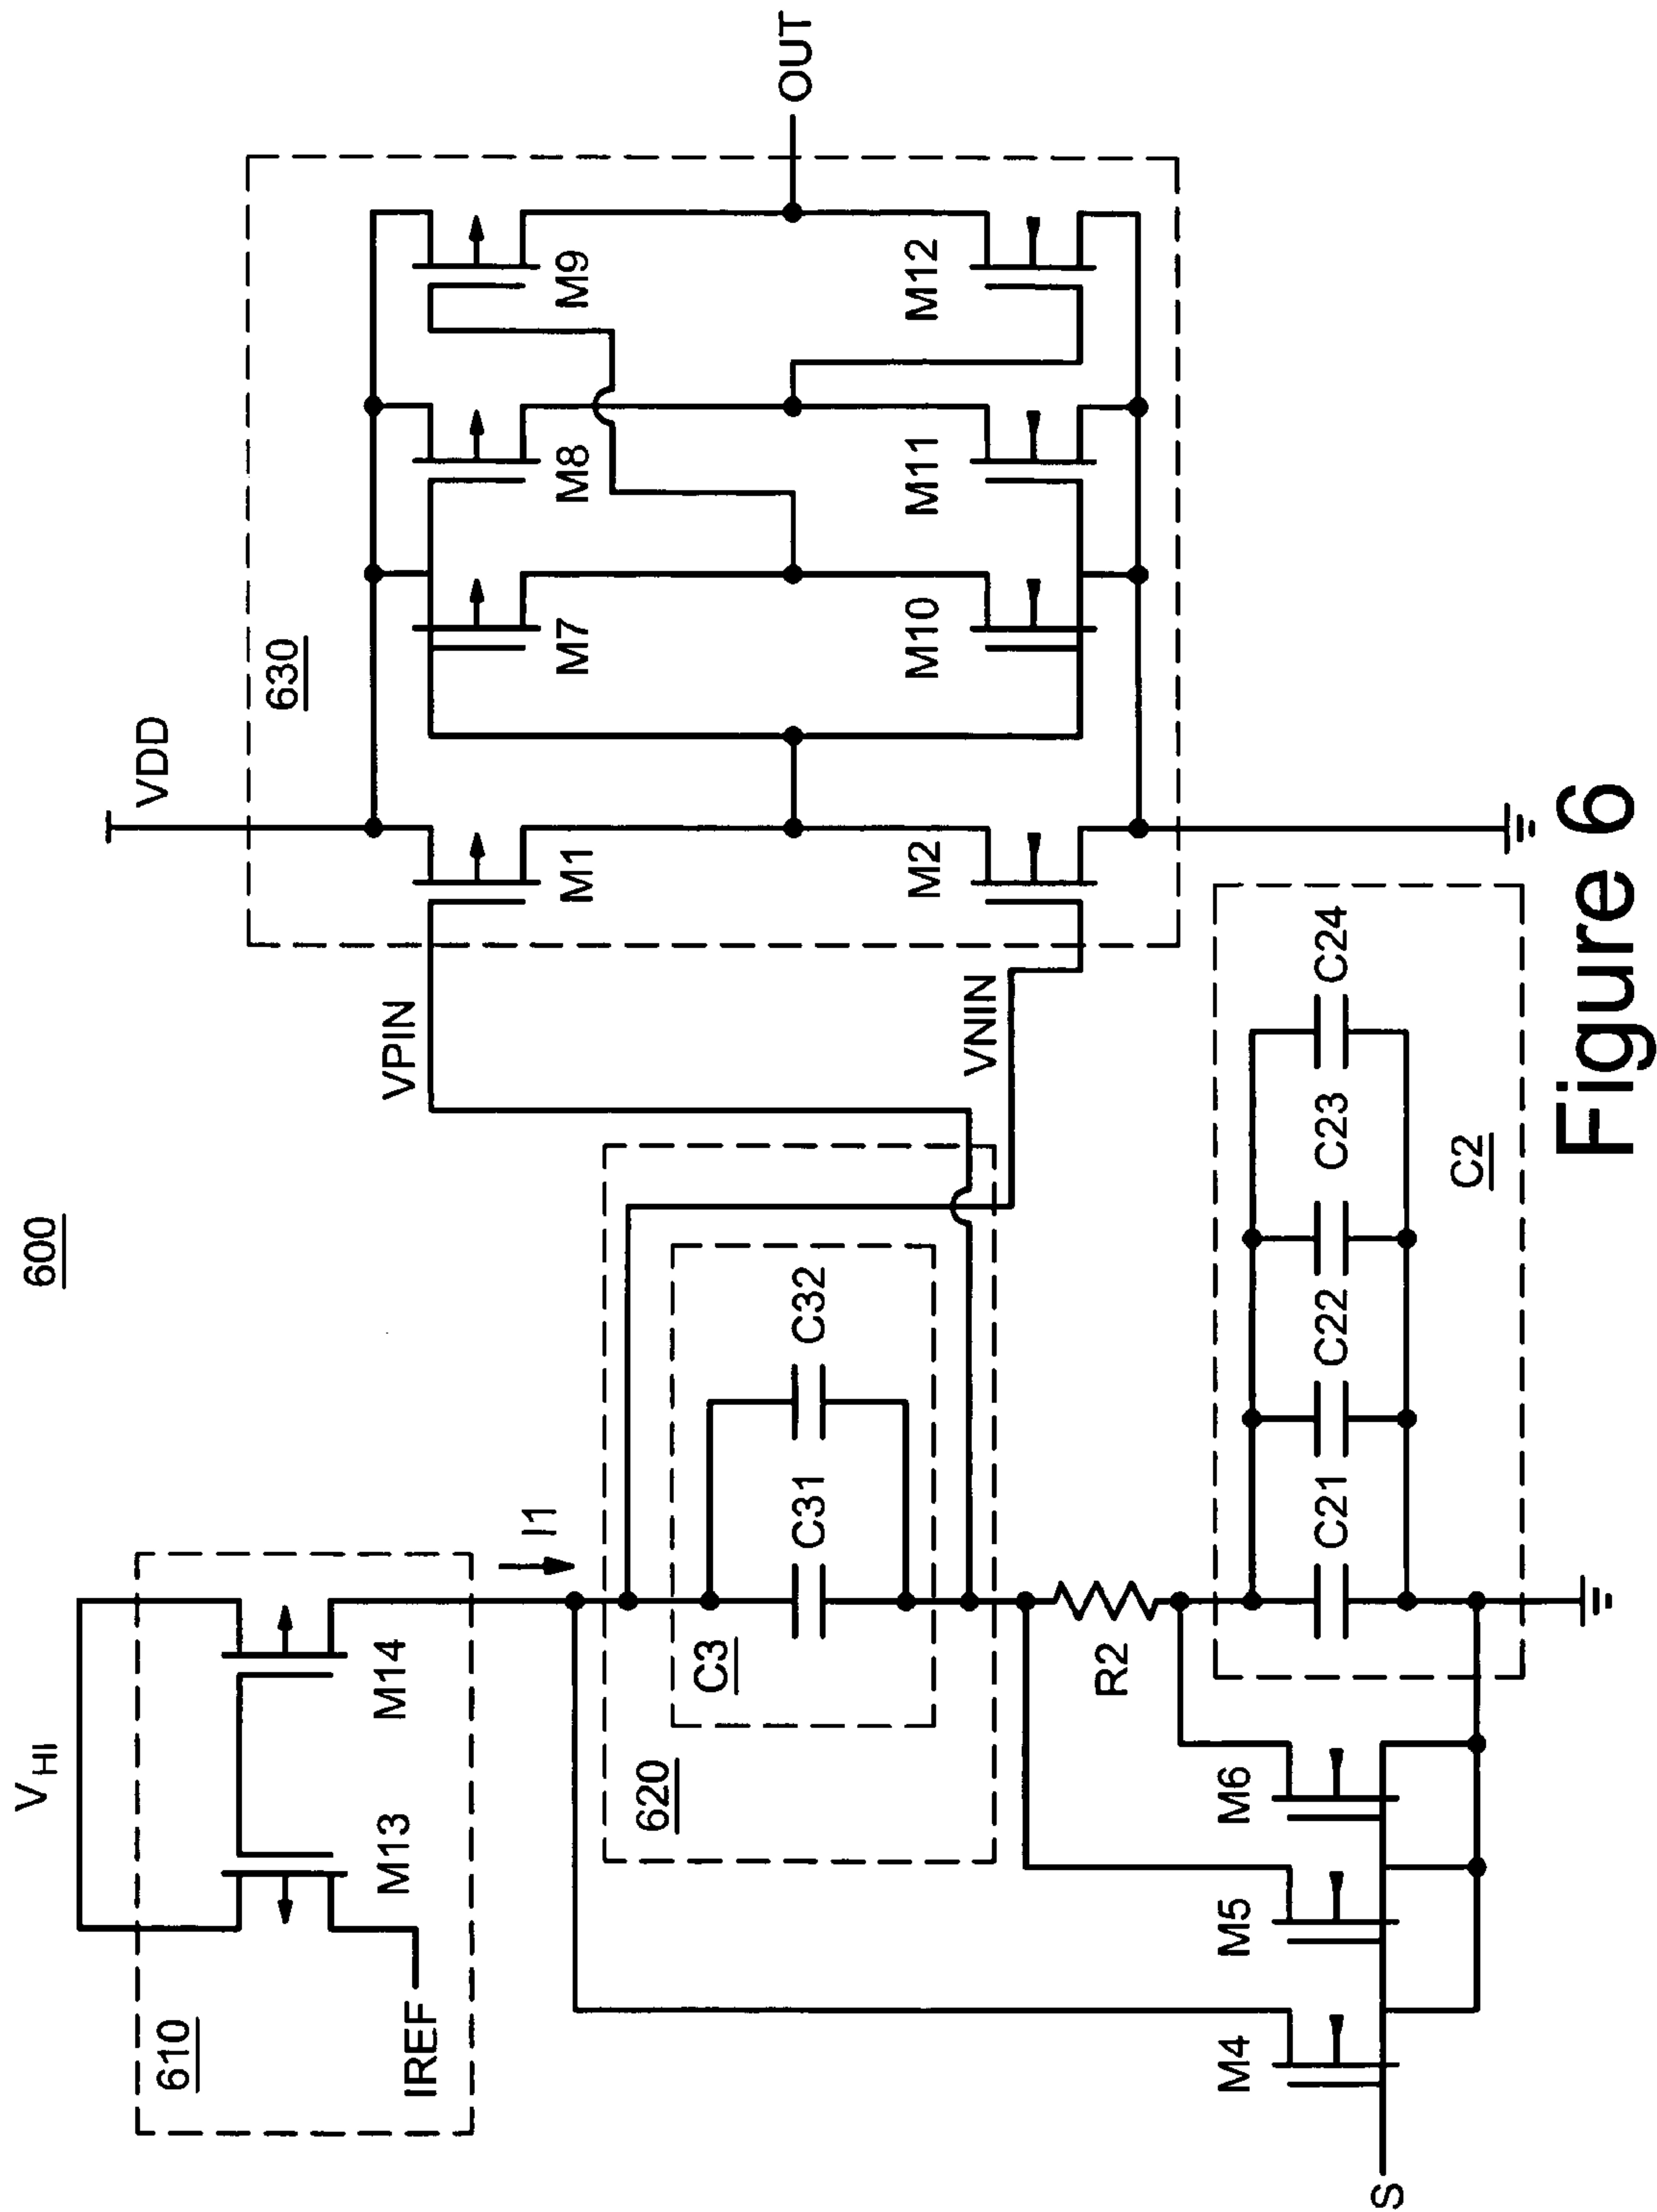 600
V HI
610
M13
M14
IREF
I1
620
C3
C31
C32
VPIN
VNIN
VDD
630
M1
M2
M7
M8
M9
M10
M11
M12
OUT
R2
S
M4
M5
M6
C21
C22
C23
C24
C2
Figure 6